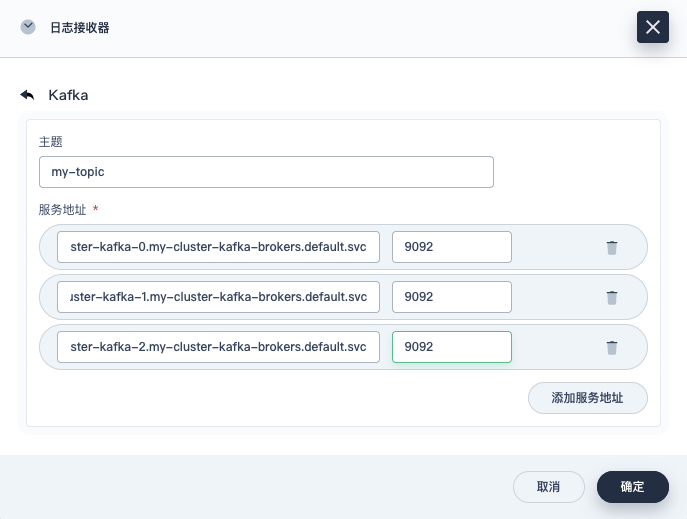 日志接收器
Kafka
主题
my-topic
服务地址 *
ster-kafka-0.my-cluster-kafka-brokers.default.svc 9092
ster-kafka-1.my-cluster-kafka-brokers.default.svc 9092
ster-kafka-2.my-cluster-kafka-brokers.default.svc 9092
添加服务地址
取消 确定